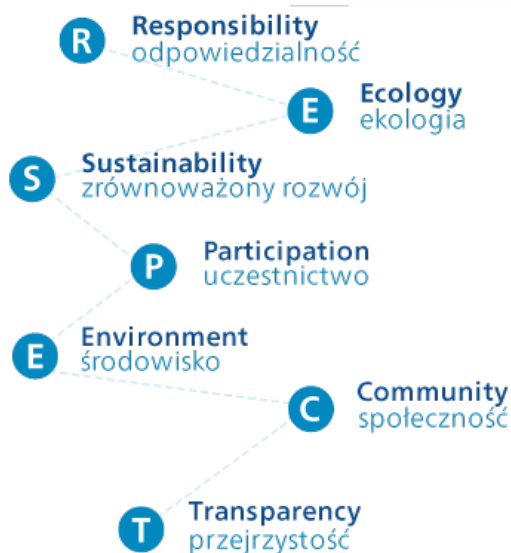 R Responsibility
odpowiedzialność
E Ecology
ekologia
S Sustainability
zrównoważony rozwój
P Participation
uczestnictwo
E Environment
środowisko
C Community
społeczność
T Transparency
przejrzystość